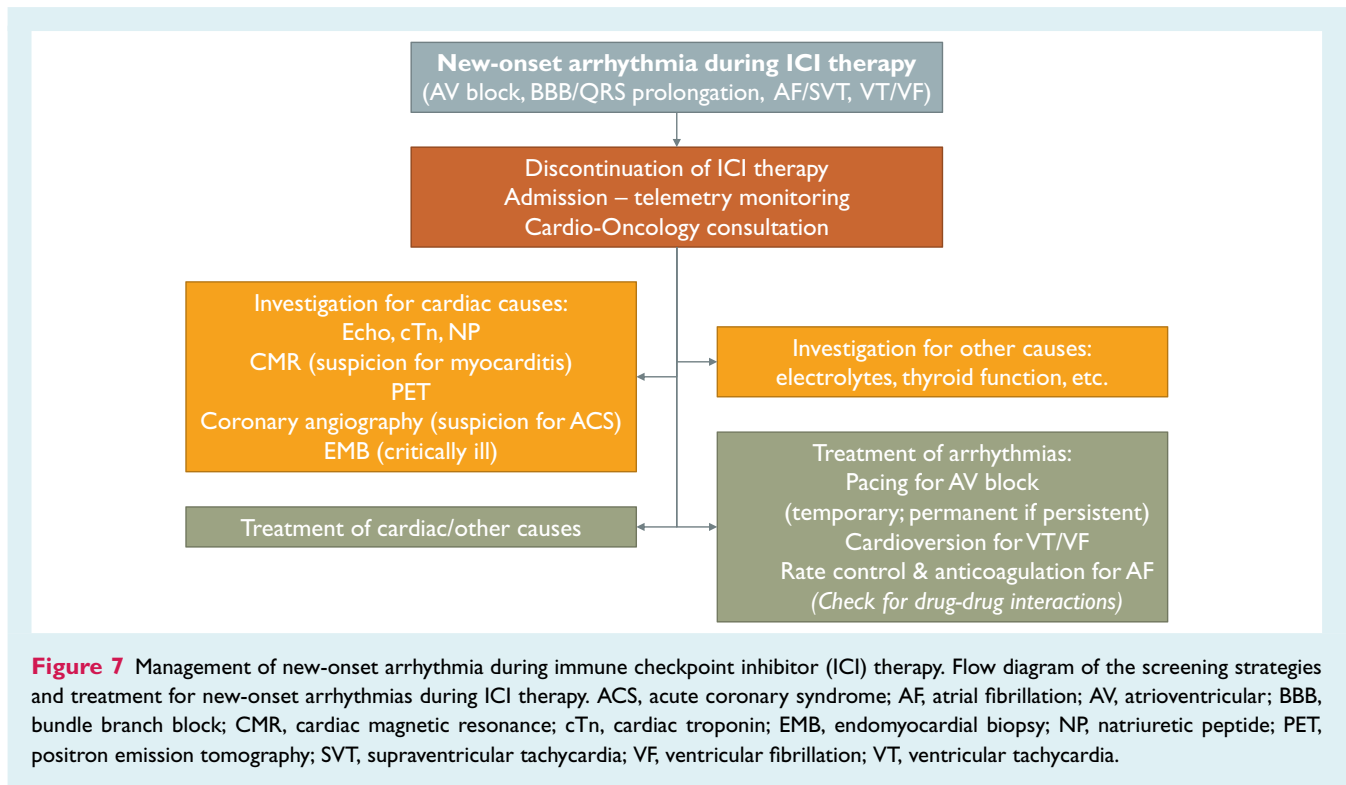 New-onset arrhythmia during ICI therapy
(AV block, BBB/QRS prolongation, AF/SVT, VT/VF)
Discontinuation of ICI therapy
Admission – telemetry monitoring
Cardio-Oncology consultation
Investigation for cardiac causes:
Echo, cTn, NP
CMR (suspicion for myocarditis)
PET
Coronary angiography (suspicion for ACS)
EMB (critically ill)
Investigation for other causes:
electrolytes, thyroid function, etc.
Treatment of cardiac/other causes
Treatment of arrhythmias:
Pacing for AV block
(temporary; permanent if persistent)
Cardioversion for VT/VF
Rate control & anticoagulation for AF
(Check for drug-drug interactions)
Figure 7 Management of new-onset arrhythmia during immune checkpoint inhibitor (ICI) therapy. Flow diagram of the screening strategies
and treatment for new-onset arrhythmias during ICI therapy. ACS, acute coronary syndrome; AF, atrial fibrillation; AV, atrioventricular; BBB,
bundle branch block; CMR, cardiac magnetic resonance; cTn, cardiac troponin; EMB, endomyocardial biopsy; NP, natriuretic peptide; PET,
positron emission tomography; SVT, supraventricular tachycardia; VF, ventricular fibrillation; VT, ventricular tachycardia.